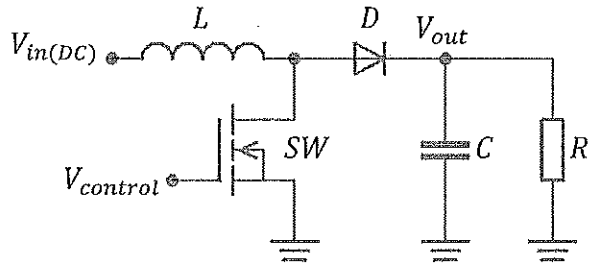 L
D
V_{in(DC)}
V_{out}
SW
C
R
V_{control}